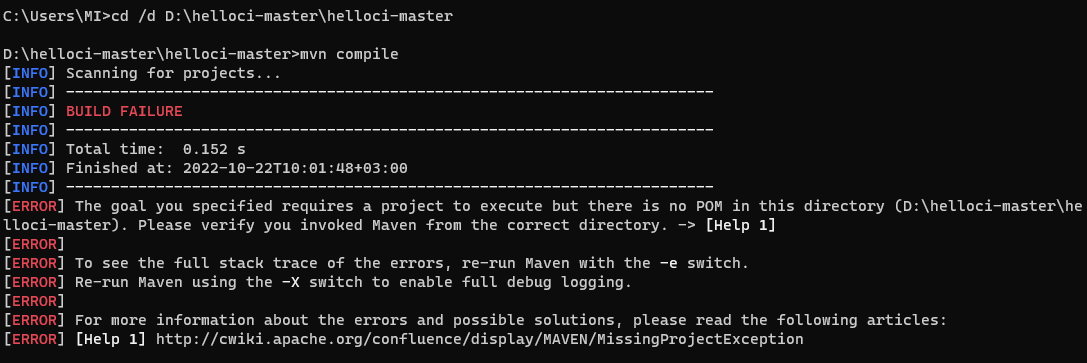 C:\Users\MI>cd /d D:\helloci-master\helloci-master
D:\helloci-master\helloci-master>mvn compile
[INFO] Scanning for projects...
[INFO] ------------------------------------------------------------------------
[INFO] BUILD FAILURE
[INFO] ------------------------------------------------------------------------
[INFO] Total time:  0.152 s
[INFO] Finished at: 2022-10-22T10:01:48+03:00
[INFO] ------------------------------------------------------------------------
[ERROR] The goal you specified requires a project to execute but there is no POM in this directory (D:\helloci-master\he
lloci-master). Please verify you invoked Maven from the correct directory. -> [Help 1]
[ERROR]
[ERROR] To see the full stack trace of the errors, re-run Maven with the -e switch.
[ERROR] Re-run Maven using the -X switch to enable full debug logging.
[ERROR]
[ERROR] For more information about the errors and possible solutions, please read the following articles:
[ERROR] [Help 1] http://cwiki.apache.org/confluence/display/MAVEN/MissingProjectException